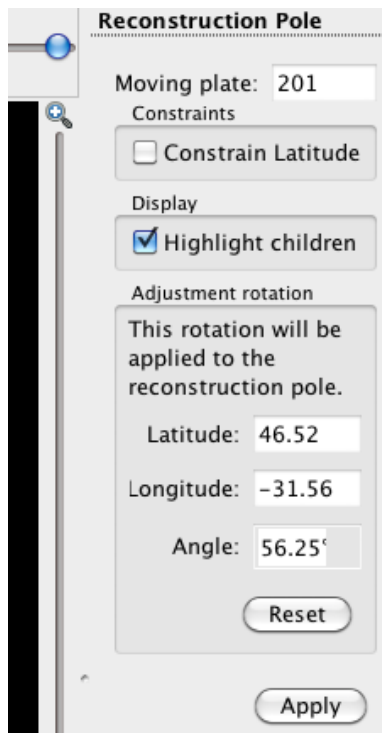 Reconstruction Pole
Moving plate: 201
Constraints
Constrain Latitude
Display
Highlight children
Adjustment rotation
This rotation will be
applied to the
reconstruction pole.
Latitude: 46.52
Longitude: -31.56
Angle: 56.25°
Reset
Apply